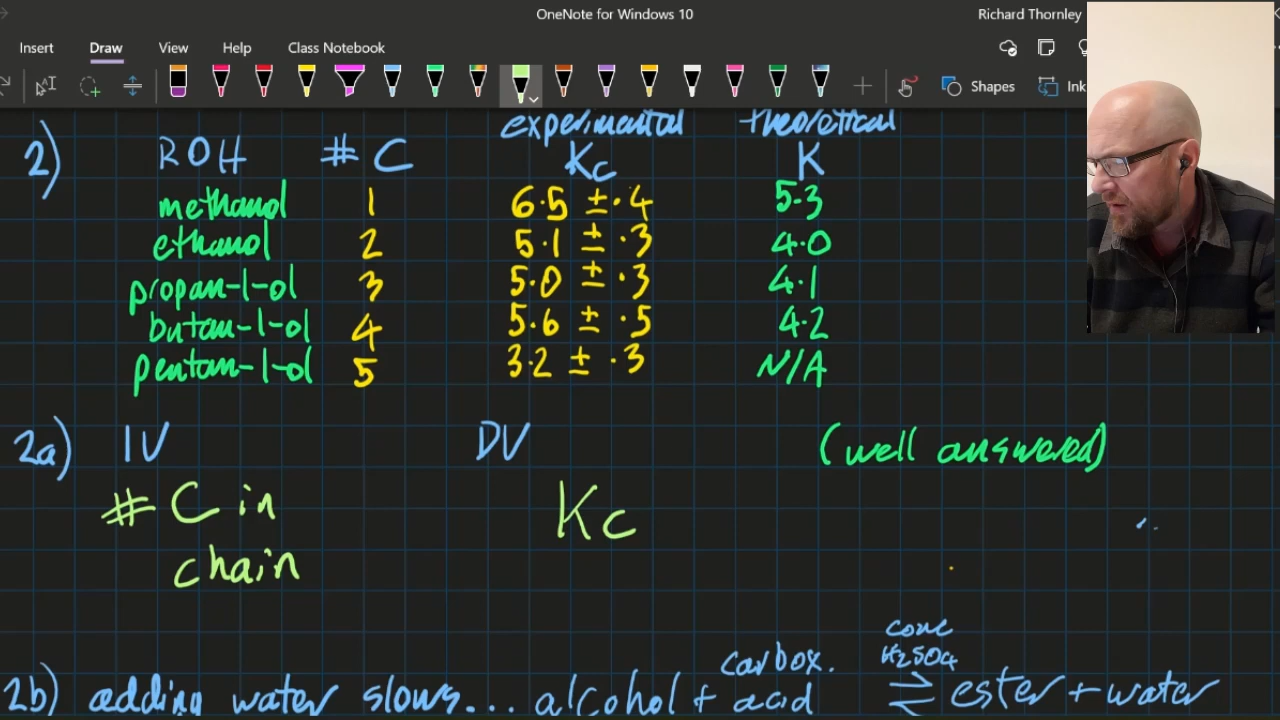 OneNote for Windows 10
Richard Thornley
Insert Draw View Help Class Notebook
Shapes Ink
experimental theoretical
2) ROH # C Kc K
methanol 1 6.5 ± .4 5.3
ethanol 2 5.1 ± .3 4.0
propan-1-ol 3 5.0 ± .3 4.1
butan-1-ol 4 5.6 ± .5 4.2
pentan-1-ol 5 3.2 ± .3 N/A
2a) IV DV (well answered)
# C in Kc
chain
conc
carbox. H2SO4
2b) adding water slows... alcohol + acid ⇌ ester + water